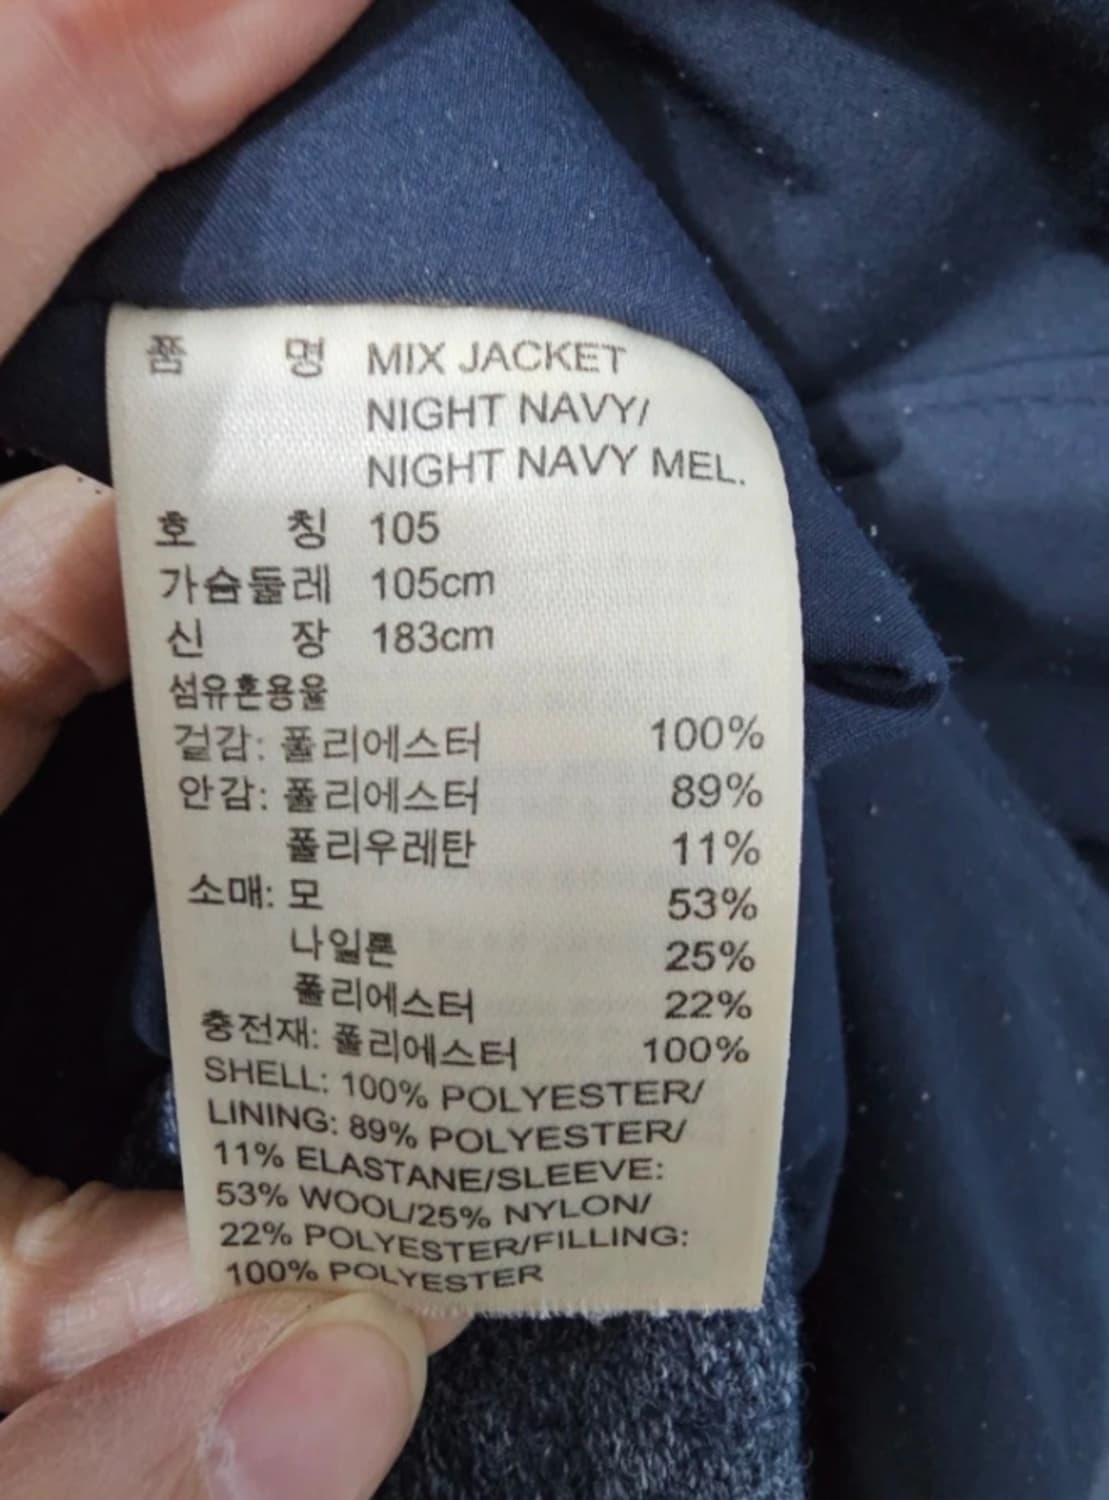 품 명 MIX JACKET
NIGHT NAVY/
NIGHT NAVY MEL.
호 칭 105
가슴둘레 105cm
신 장 183cm
섬유혼용율
겉감: 폴리에스터 100%
안감: 폴리에스터 89%
폴리우레탄 11%
소매: 모 53%
나일론 25%
폴리에스터 22%
충전재: 폴리에스터 100%
SHELL: 100% POLYESTER/
LINING: 89% POLYESTER/
11% ELASTANE/SLEEVE:
53% WOOL/25% NYLON/
22% POLYESTER/FILLING:
100% POLYESTER